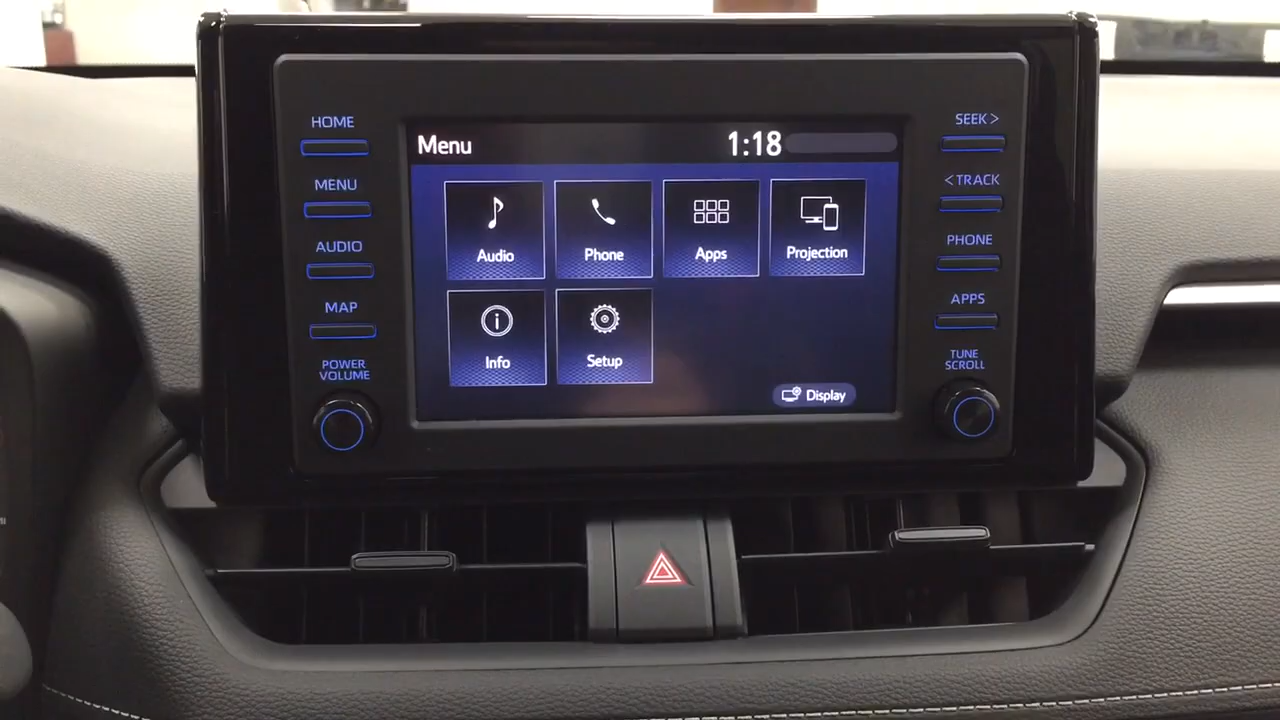 HOME
MENU
AUDIO
MAP
POWER
VOLUME
Menu
1:18
Audio
Phone
Apps
Projection
Info
Setup
Display
SEEK >
< TRACK
PHONE
APPS
TUNE
SCROLL